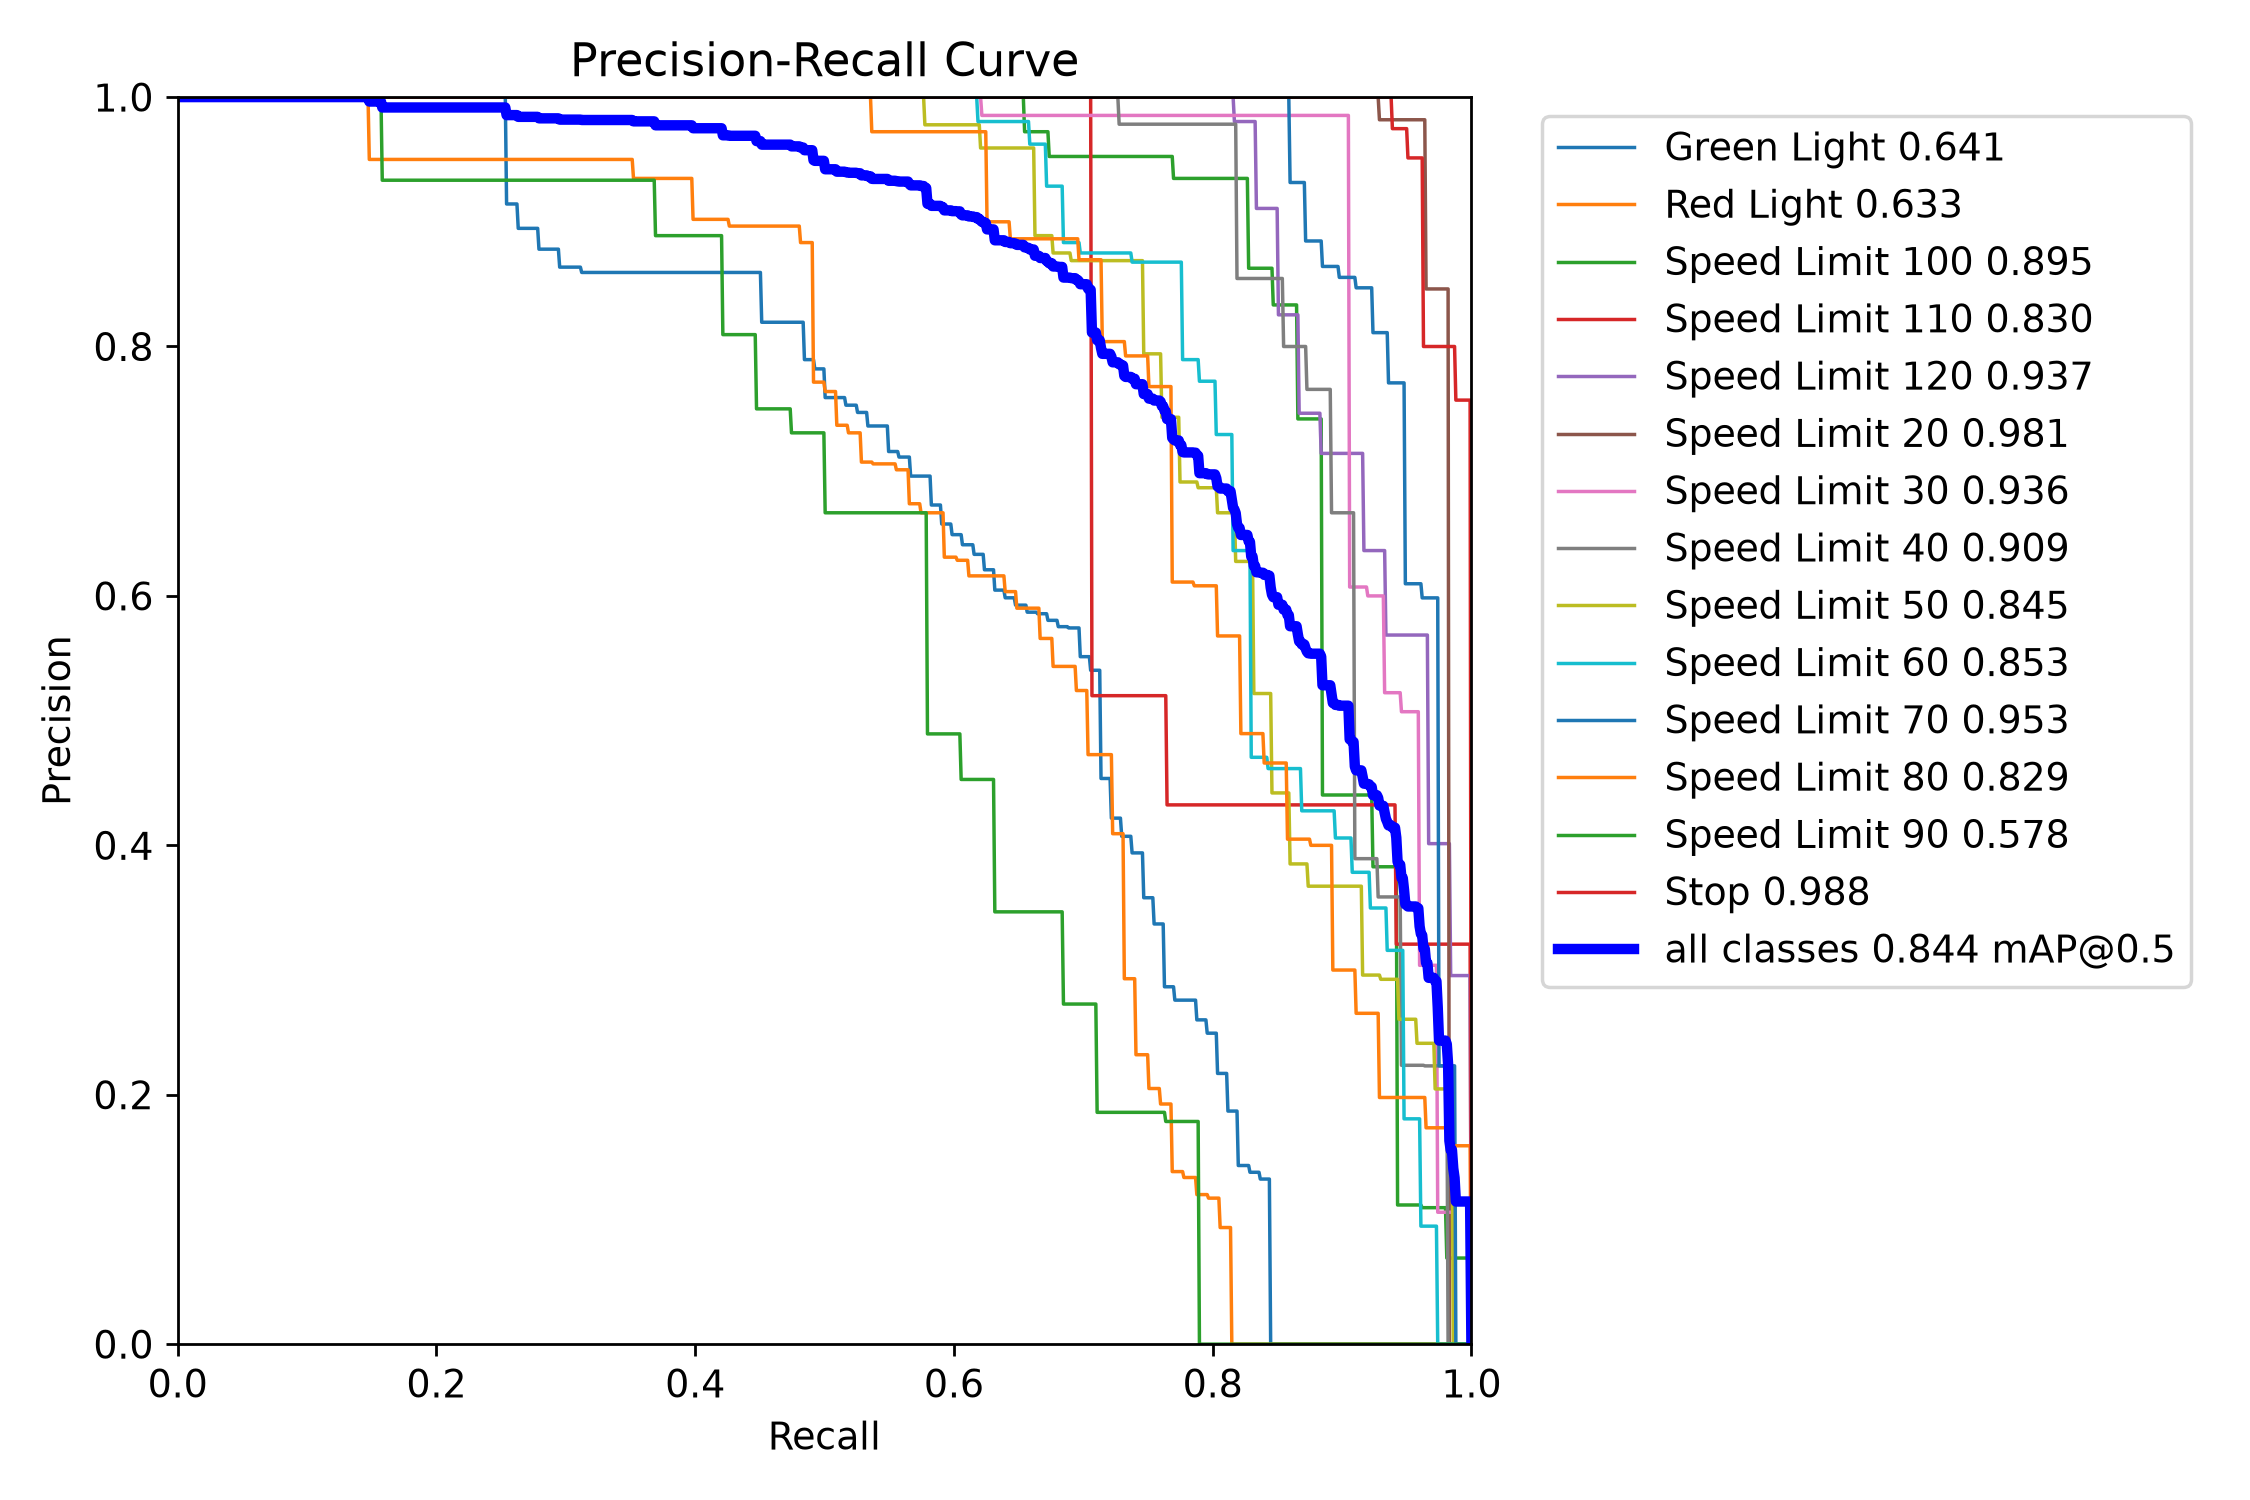 Precision-Recall Curve
1.0
0.8
0.6
0.4
0.2
0.0
Precision
0.0 0.2 0.4 0.6 0.8 1.0
Recall
Green Light 0.641
Red Light 0.633
Speed Limit 100 0.895
Speed Limit 110 0.830
Speed Limit 120 0.937
Speed Limit 20 0.981
Speed Limit 30 0.936
Speed Limit 40 0.909
Speed Limit 50 0.845
Speed Limit 60 0.853
Speed Limit 70 0.953
Speed Limit 80 0.829
Speed Limit 90 0.578
Stop 0.988
all classes 0.844 mAP@0.5